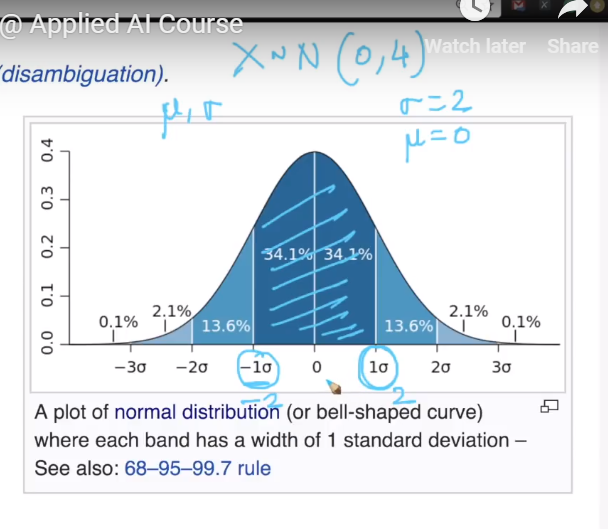 @ Applied AI Course
Watch later Share
X ~ N (0,4)
(disambiguation).
μ, σ
σ = 2
μ = 0
0.4
0.3
0.2
0.1
0.0
34.1% 34.1%
0.1% 2.1% 13.6% 13.6% 2.1% 0.1%
−3σ −2σ −1σ 0 1σ 2σ 3σ
−2 2
A plot of normal distribution (or bell-shaped curve)
where each band has a width of 1 standard deviation –
See also: 68–95–99.7 rule